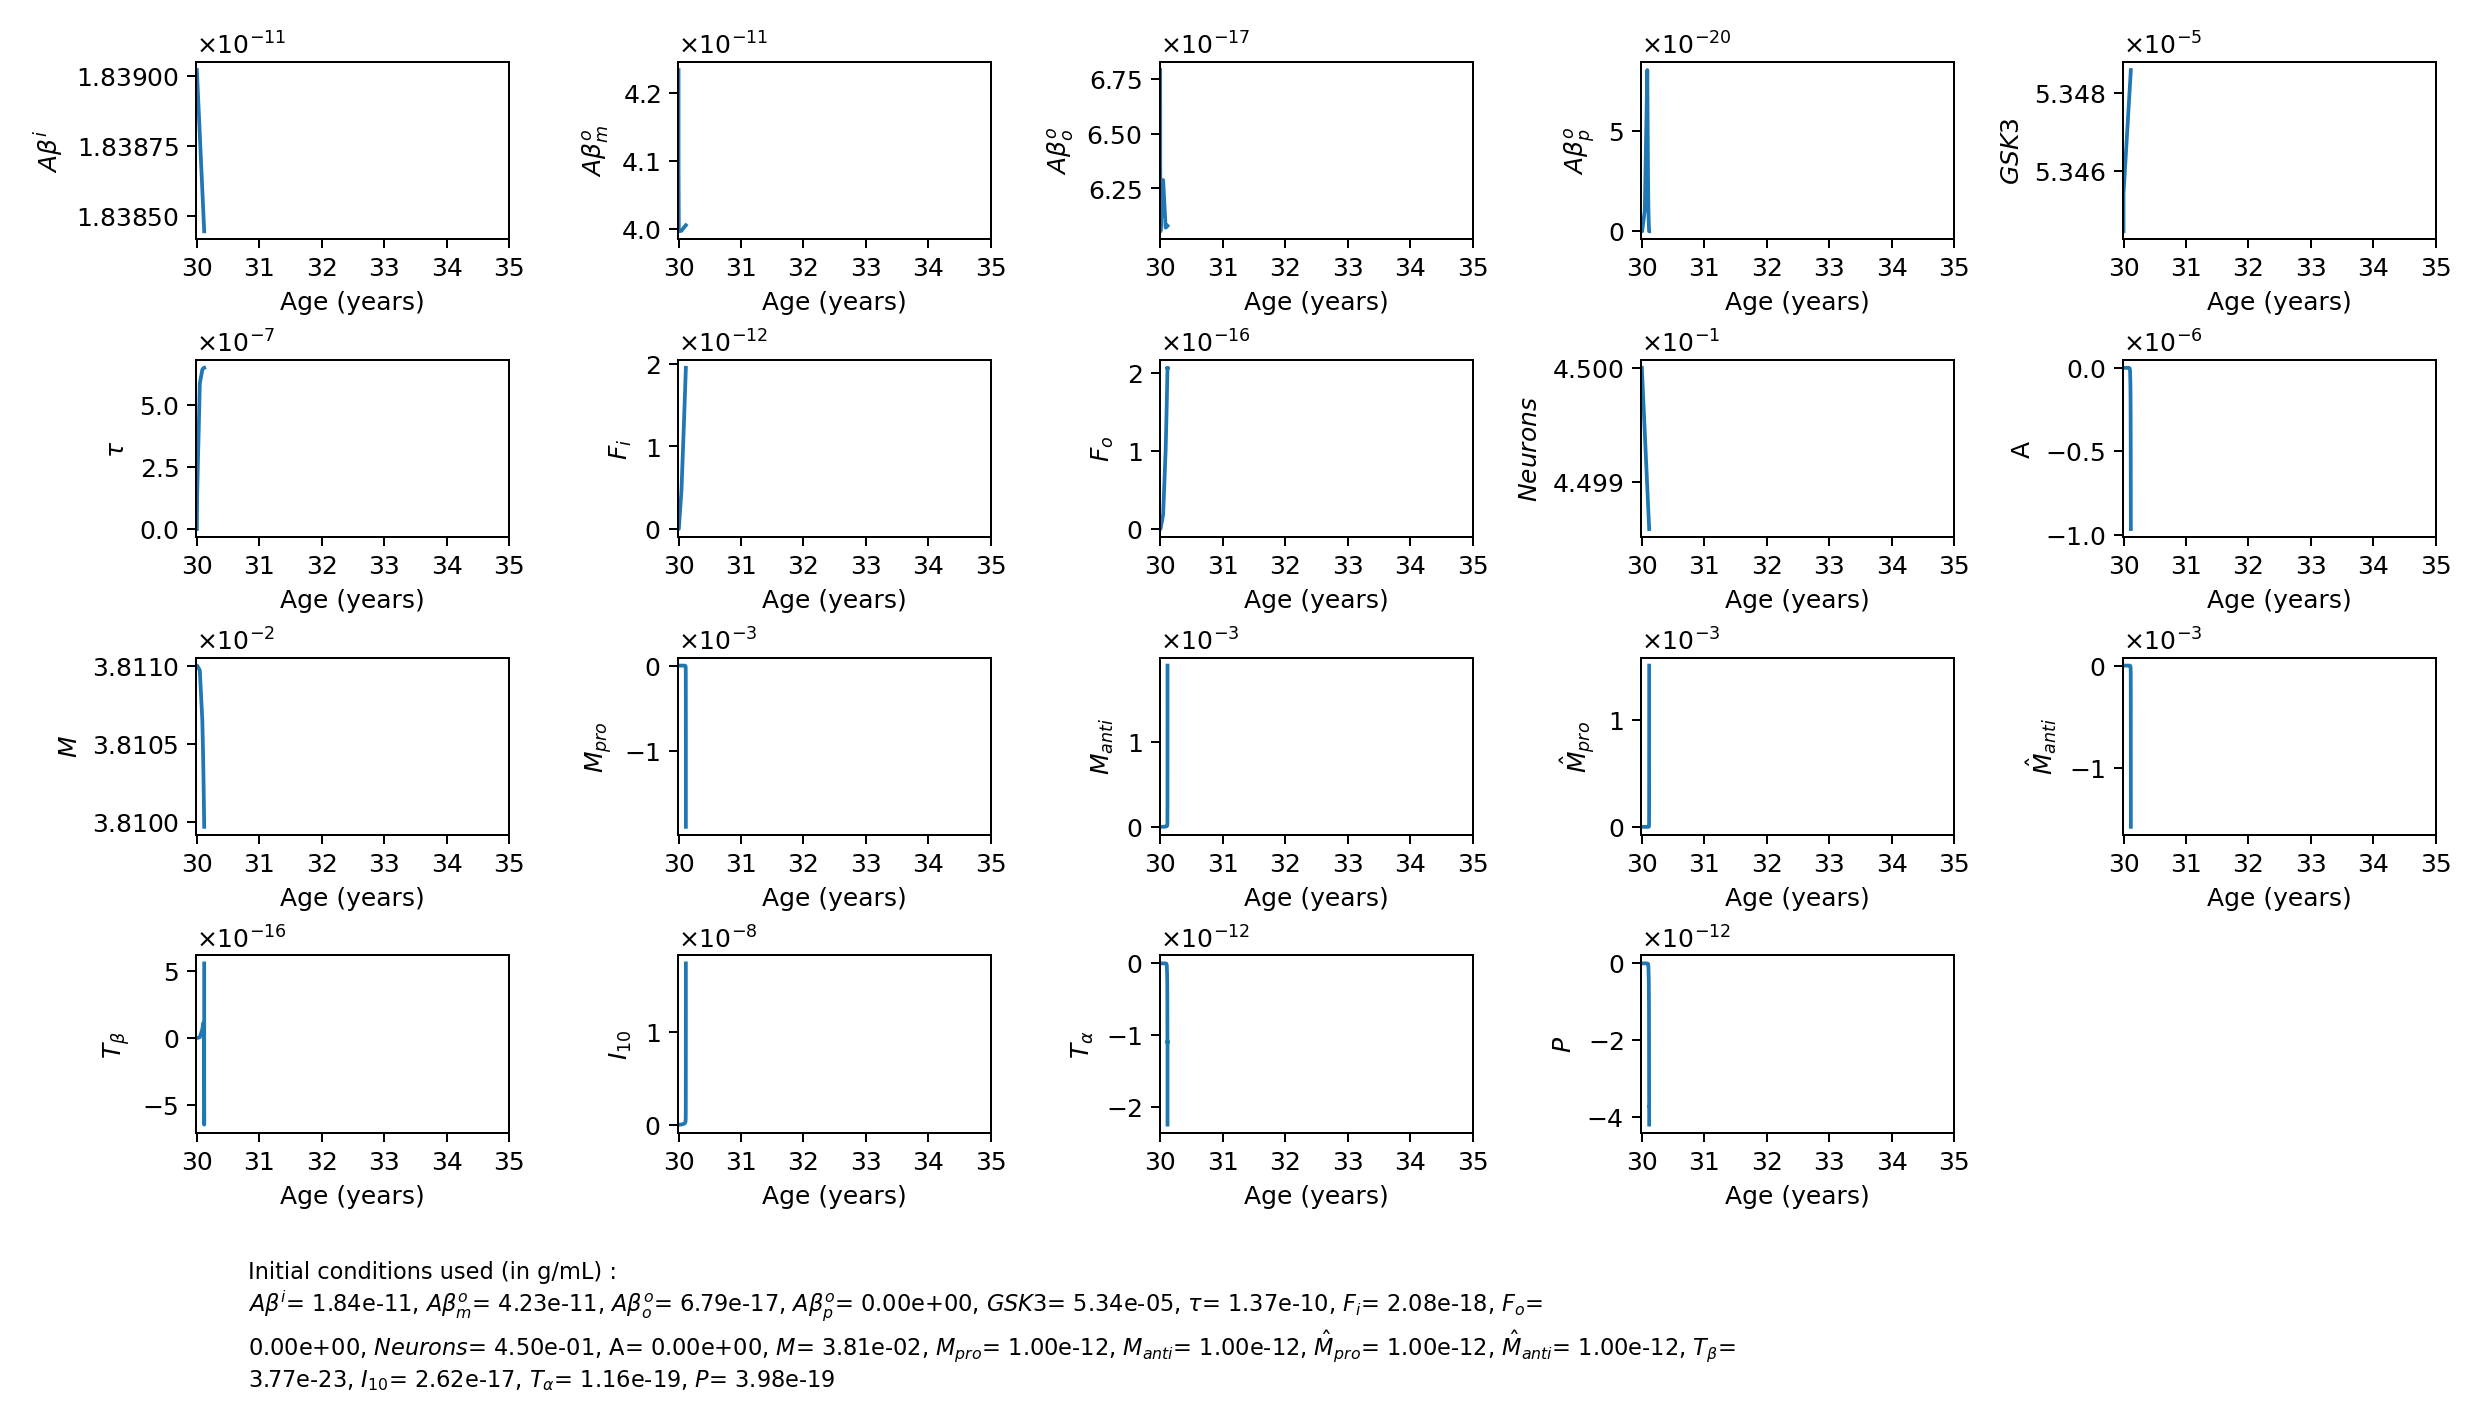 ×10⁻¹¹ ×10⁻¹¹ ×10⁻¹⁷ ×10⁻²⁰ ×10⁻⁵
1.83900 4.2 6.75 5 5.348
1.83875 4.1 6.50 0 5.346
1.83850 4.0 6.25
Aβⁱ Aβₘᵒ Aβₒᵒ Aβₚᵒ GSK3
30 31 32 33 34 35 30 31 32 33 34 35 30 31 32 33 34 35 30 31 32 33 34 35 30 31 32 33 34 35
Age (years) Age (years) Age (years) Age (years) Age (years)
×10⁻⁷ ×10⁻¹² ×10⁻¹⁶ ×10⁻¹ ×10⁻⁶
5.0 2 2 4.500 0.0
2.5 1 1 4.499 −0.5
0.0 0 0 −1.0
τ Fᵢ Fₒ Neurons A
30 31 32 33 34 35 30 31 32 33 34 35 30 31 32 33 34 35 30 31 32 33 34 35 30 31 32 33 34 35
Age (years) Age (years) Age (years) Age (years) Age (years)
×10⁻² ×10⁻³ ×10⁻³ ×10⁻³ ×10⁻³
3.8110 0 1 1 0
3.8105 −1 0 0 −1
3.8100
M M_pro M_anti M̂_pro M̂_anti
30 31 32 33 34 35 30 31 32 33 34 35 30 31 32 33 34 35 30 31 32 33 34 35 30 31 32 33 34 35
Age (years) Age (years) Age (years) Age (years) Age (years)
×10⁻¹⁶ ×10⁻⁸ ×10⁻¹² ×10⁻¹²
5 1 0 0
0 0 −1 −2
−5 −2 −4
T_β I₁₀ T_α P
30 31 32 33 34 35 30 31 32 33 34 35 30 31 32 33 34 35 30 31 32 33 34 35
Age (years) Age (years) Age (years) Age (years)
Initial conditions used (in g/mL) :
Aβⁱ= 1.84e-11, Aβₘᵒ= 4.23e-11, Aβₒᵒ= 6.79e-17, Aβₚᵒ= 0.00e+00, GSK3= 5.34e-05, τ= 1.37e-10, Fᵢ= 2.08e-18, Fₒ=
0.00e+00, Neurons= 4.50e-01, A= 0.00e+00, M= 3.81e-02, M_pro= 1.00e-12, M_anti= 1.00e-12, M̂_pro= 1.00e-12, M̂_anti= 1.00e-12, T_β=
3.77e-23, I₁₀= 2.62e-17, T_α= 1.16e-19, P= 3.98e-19